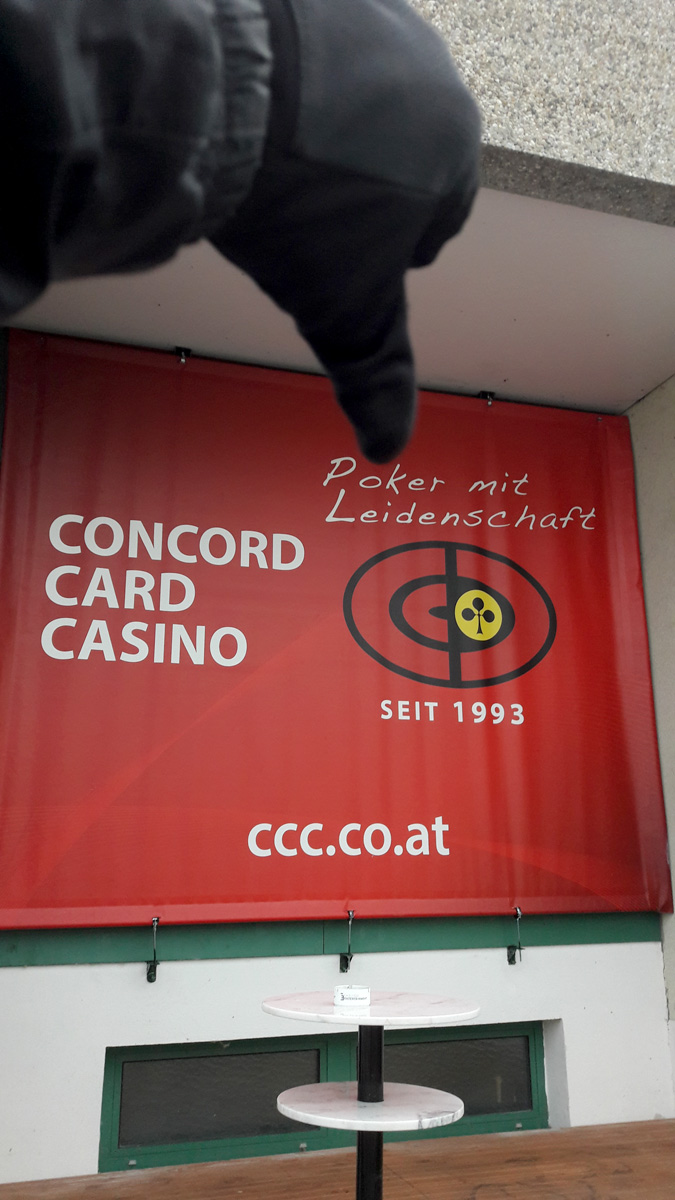 Poker mit
Leidenschaft
CONCORD
CARD
CASINO
SEIT 1993
ccc.co.at